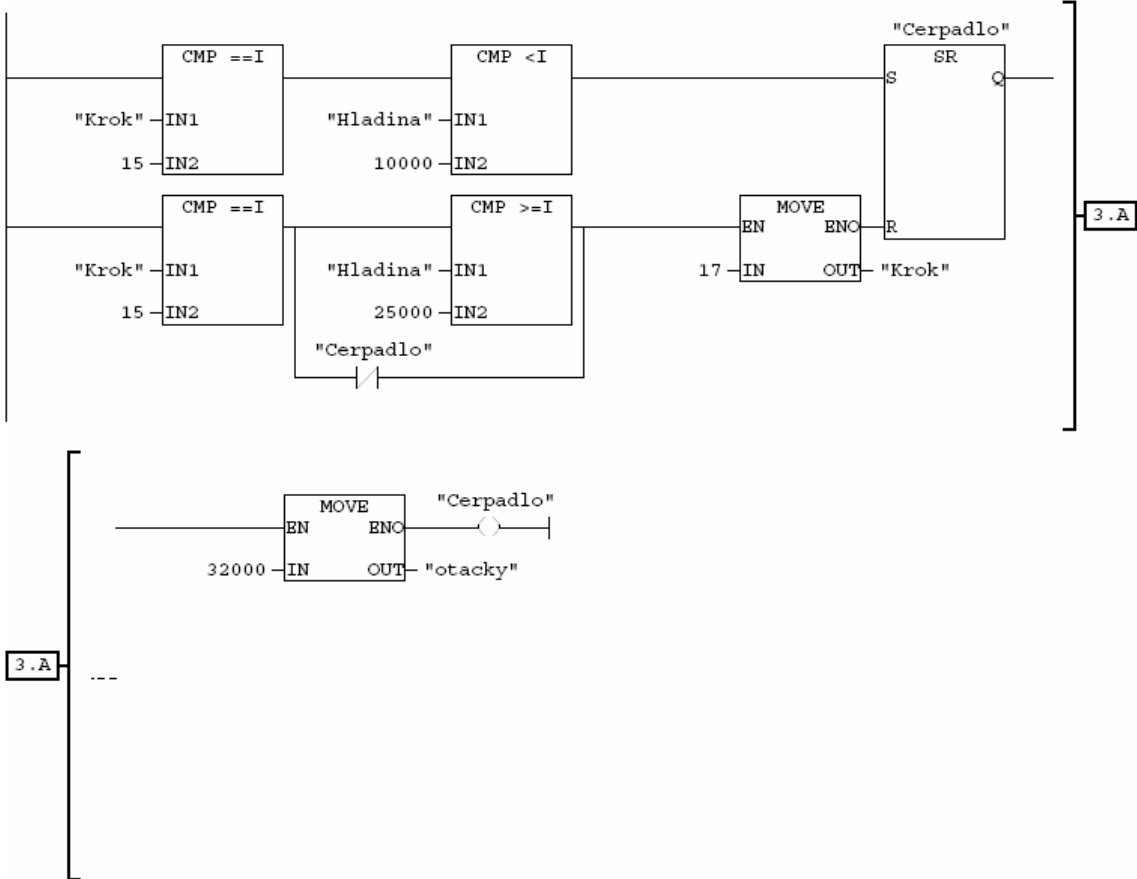 "Cerpadlo"
CMP ==I
CMP <I
SR
S
Q
"Krok"
IN1
"Hladina"
IN1
15
IN2
10000
IN2
CMP ==I
CMP >=I
MOVE
EN
ENO
R
3.A
"Krok"
IN1
"Hladina"
IN1
17
IN
OUT
"Krok"
15
IN2
25000
IN2
"Cerpadlo"
MOVE
"Cerpadlo"
EN
ENO
32000
IN
OUT
"otacky"
3.A